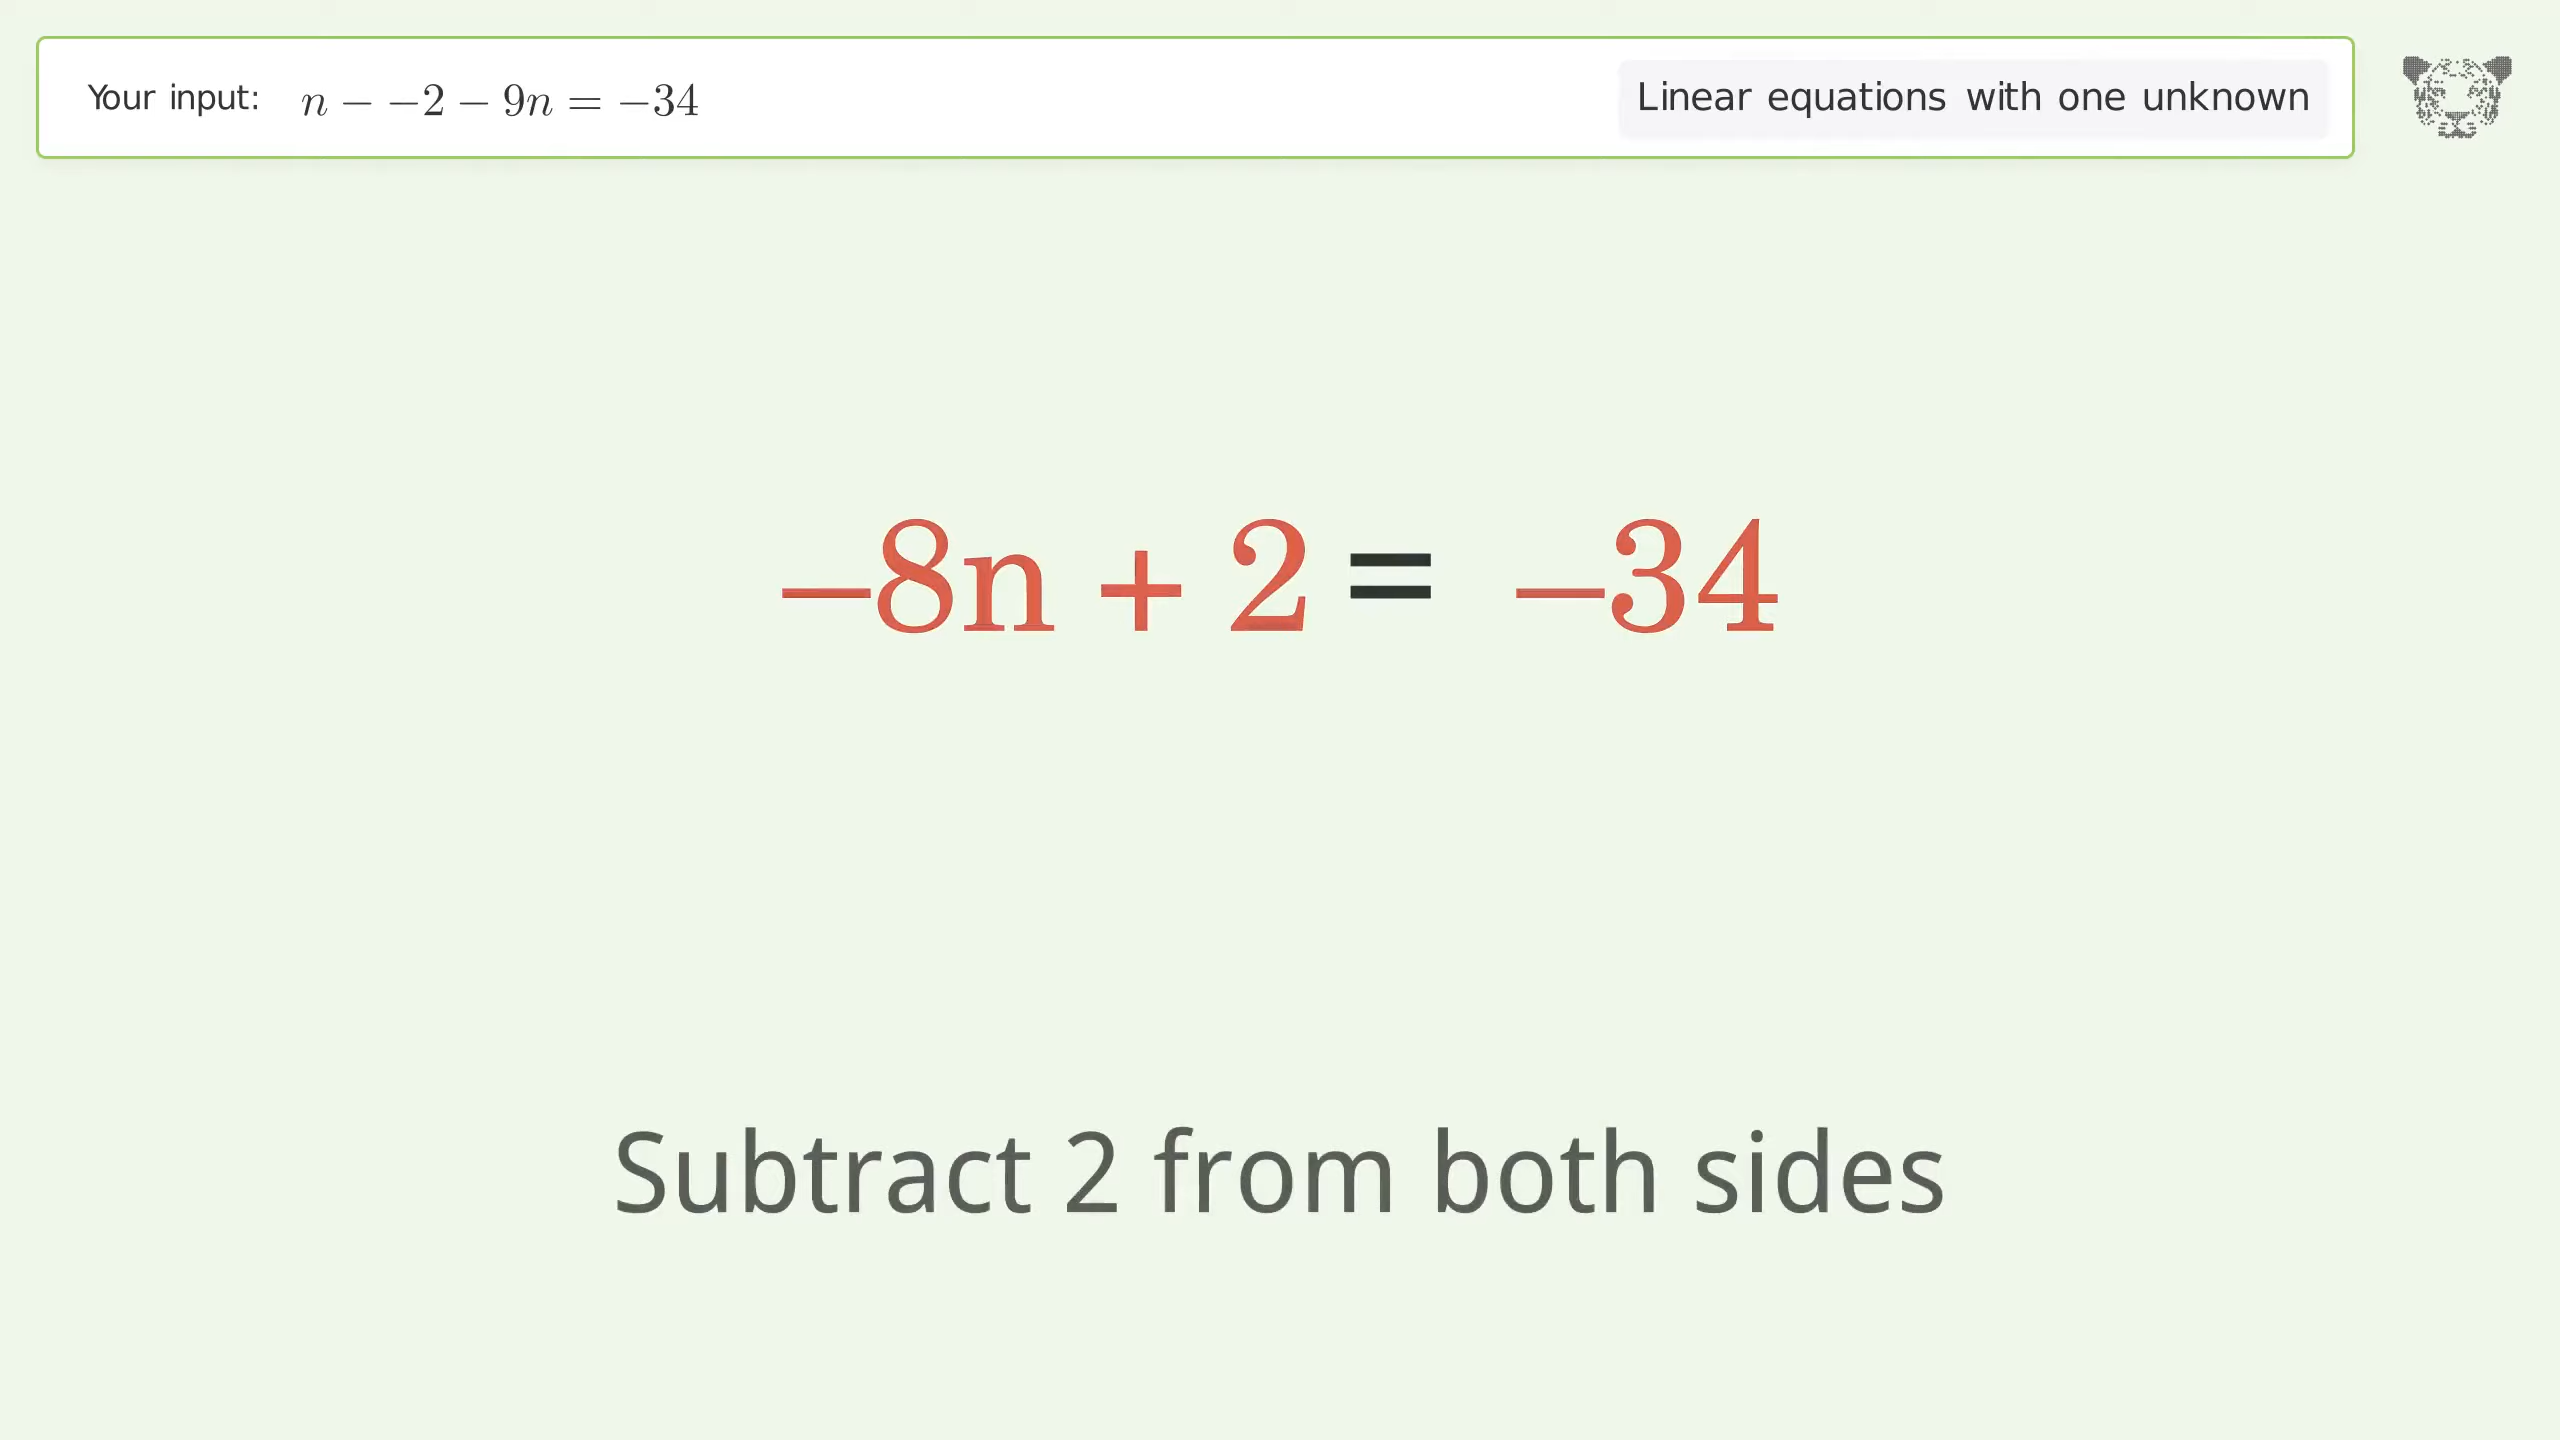 Your input: n − −2 − 9n = −34
Linear equations with one unknown
−8n + 2 = −34
Subtract 2 from both sides